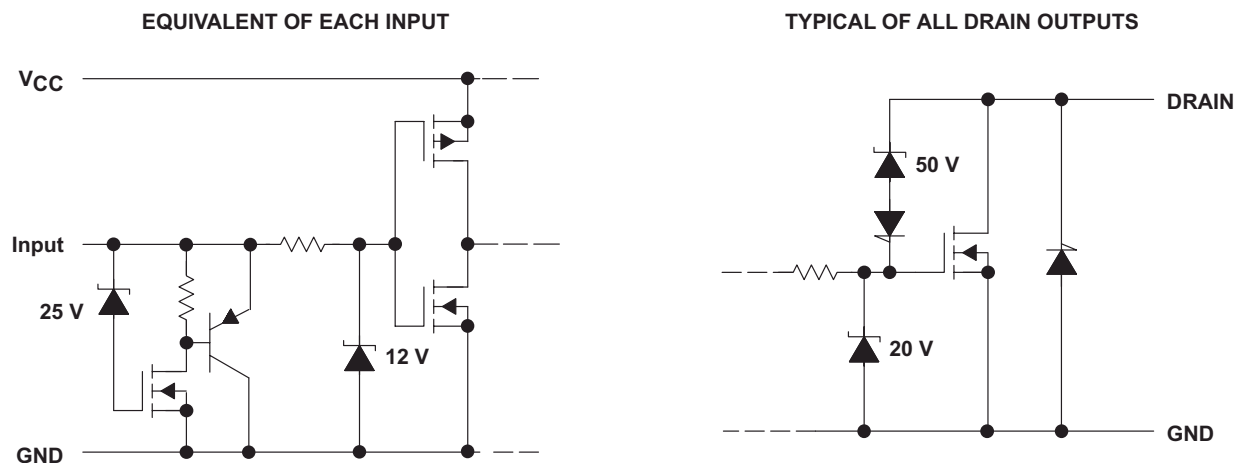 EQUIVALENT OF EACH INPUT
VCC
Input
25 V
12 V
GND
TYPICAL OF ALL DRAIN OUTPUTS
DRAIN
50 V
20 V
GND